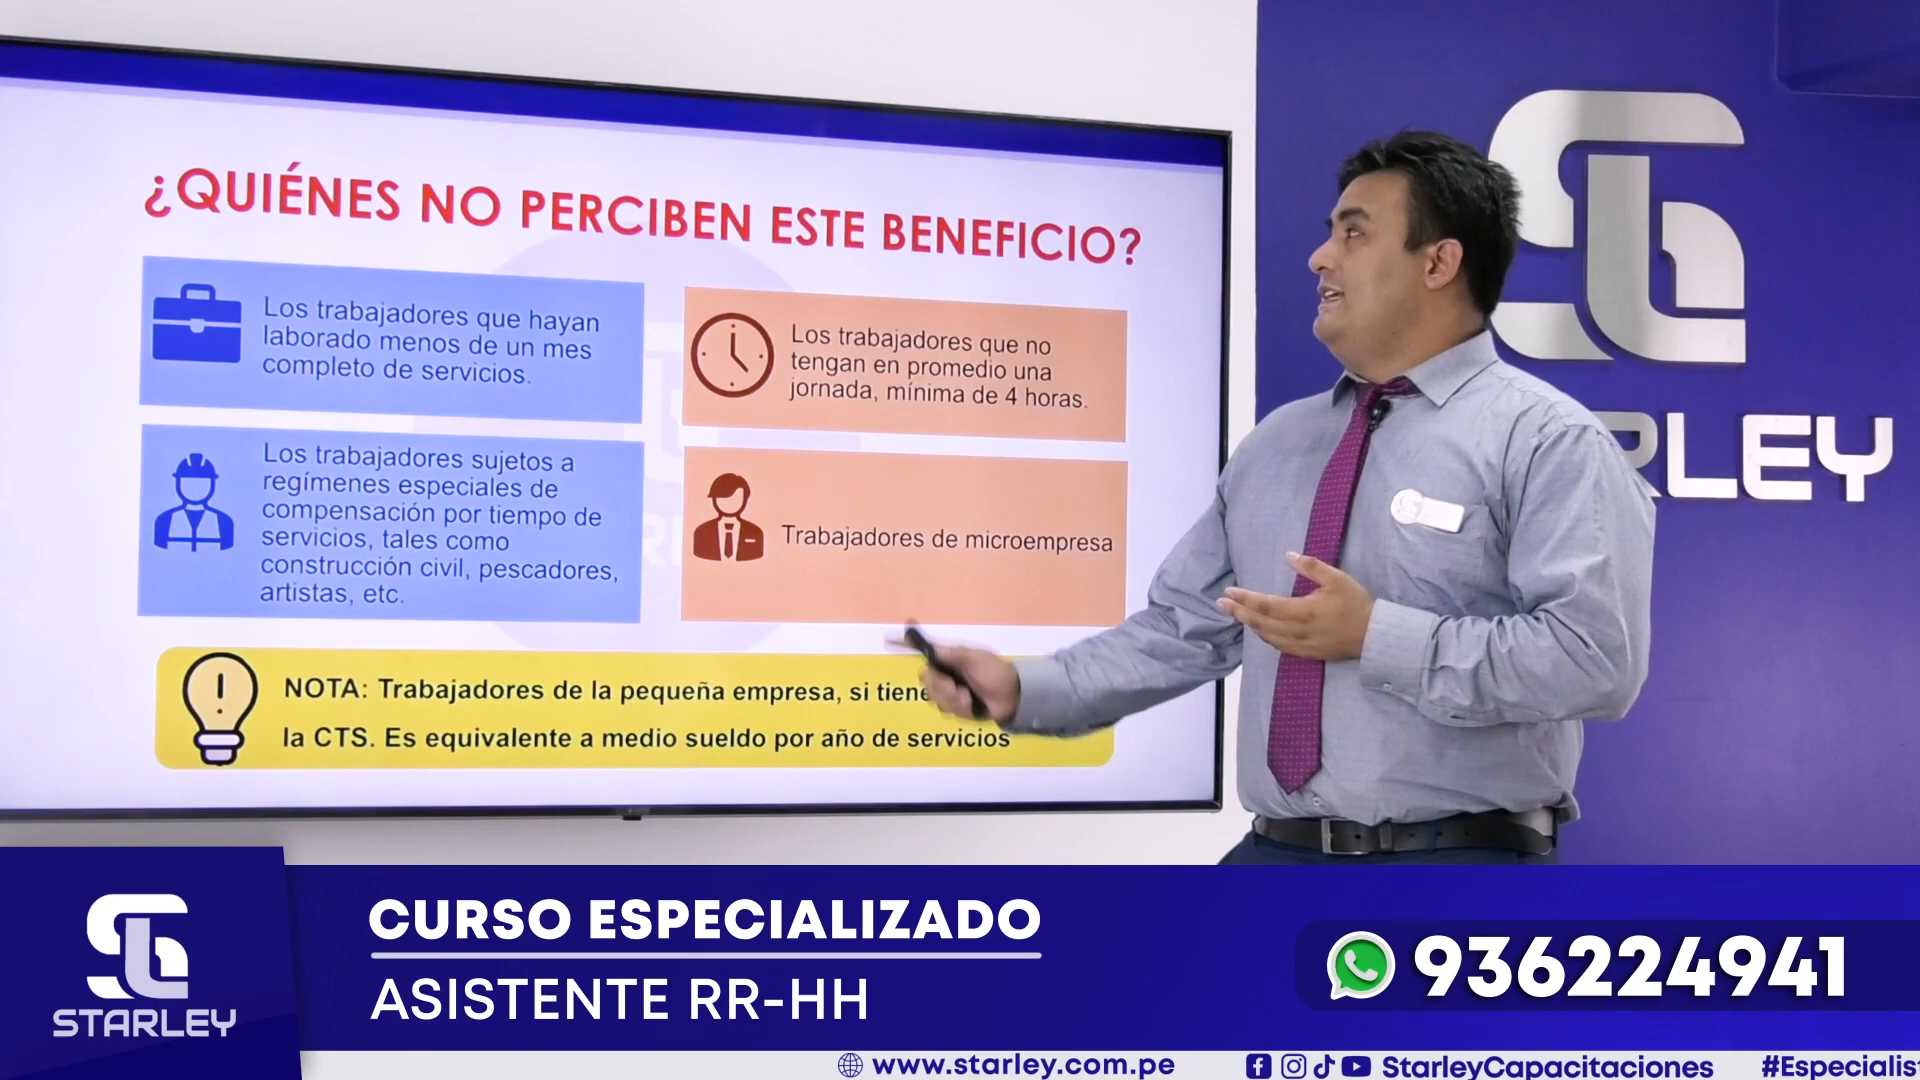 ¿QUIÉNES NO PERCIBEN ESTE BENEFICIO?
Los trabajadores que hayan
laborado menos de un mes
completo de servicios.
Los trabajadores que no
tengan en promedio una
jornada, mínima de 4 horas.
Los trabajadores sujetos a
regímenes especiales de
compensación por tiempo de
servicios, tales como
construcción civil, pescadores,
artistas, etc.
Trabajadores de microempresa
NOTA: Trabajadores de la pequeña empresa, si tiene
la CTS. Es equivalente a medio sueldo por año de servicios
RLEY
STARLEY
CURSO ESPECIALIZADO
ASISTENTE RR-HH
936224941
www.starley.com.pe
StarleyCapacitaciones
#Especialis